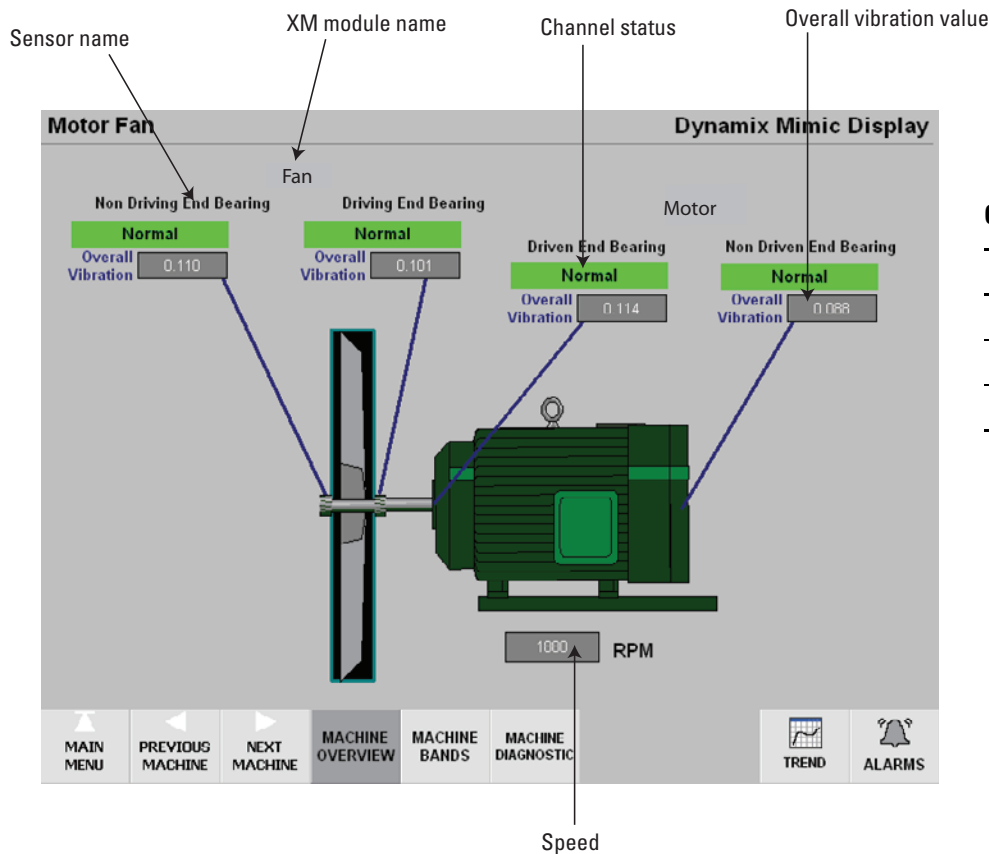 Sensor name
XM module name
Channel status
Overall vibration value
Motor Fan
Dynamix Mimic Display
Fan
Motor
Non Driving End Bearing
Driving End Bearing
Driven End Bearing
Non Driven End Bearing
Normal
Normal
Normal
Normal
Overall
Vibration
0.110
Overall
Vibration
0.101
Overall
Vibration
0.114
Overall
Vibration
0.088
1000
RPM
MAIN
MENU
PREVIOUS
MACHINE
NEXT
MACHINE
MACHINE
OVERVIEW
MACHINE
BANDS
MACHINE
DIAGNOSTIC
TREND
ALARMS
Speed